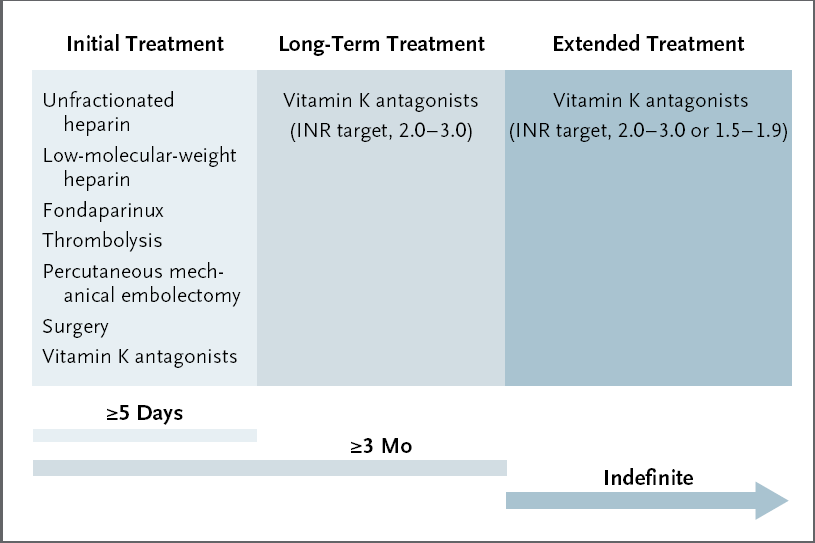 Initial Treatment
Long-Term Treatment
Extended Treatment
Unfractionated
heparin
Low-molecular-weight
heparin
Fondaparinux
Thrombolysis
Percutaneous mech-
anical embolectomy
Surgery
Vitamin K antagonists
Vitamin K antagonists
(INR target, 2.0–3.0)
Vitamin K antagonists
(INR target, 2.0–3.0 or 1.5–1.9)
≥5 Days
≥3 Mo
Indefinite